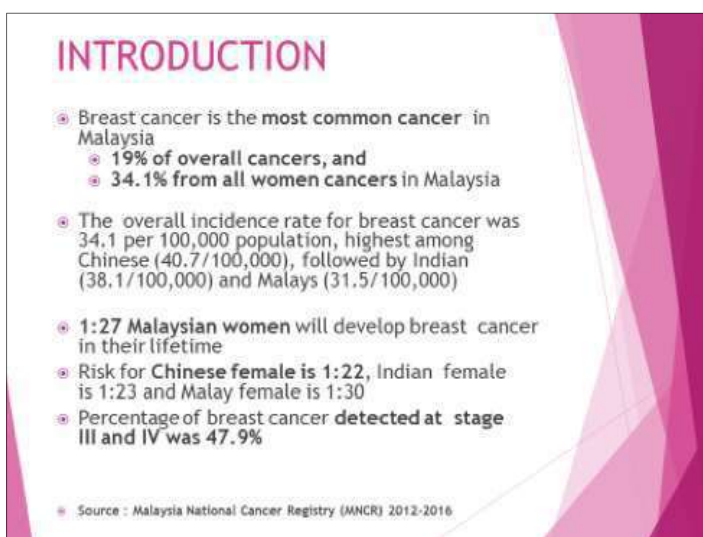 INTRODUCTION
Breast cancer is the most common cancer in
Malaysia
19% of overall cancers, and
34.1% from all women cancers in Malaysia
The overall incidence rate for breast cancer was
34.1 per 100,000 population, highest among
Chinese (40.7/100,000), followed by Indian
(38.1/100,000) and Malays (31.5/100,000)
1:27 Malaysian women will develop breast cancer
in their lifetime
Risk for Chinese female is 1:22, Indian female
is 1:23 and Malay female is 1:30
Percentage of breast cancer detected at stage
III and IV was 47.9%
Source : Malaysia National Cancer Registry (MNCR) 2012-2016